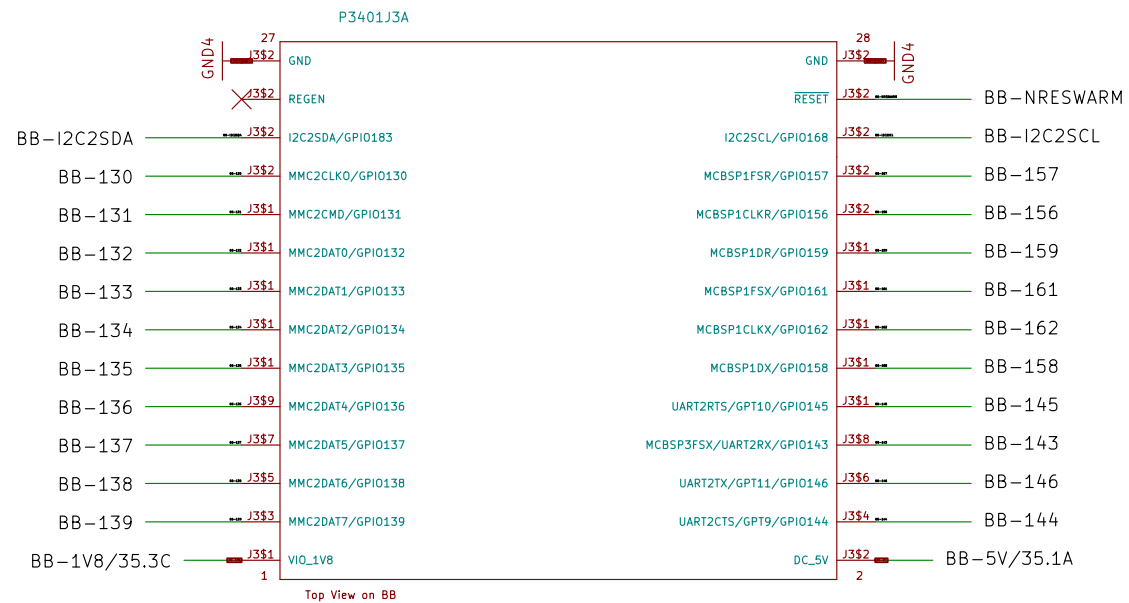 P3401J3A
27 28
GND4 J3$2 GND GND J3$2 GND4
J3$2 REGEN RESET J3$2 BB-NRESWARM
BB-I2C2SDA J3$2 I2C2SDA/GPIO183 I2C2SCL/GPIO168 J3$2 BB-I2C2SCL
BB-130 J3$2 MMC2CLKO/GPIO130 MCBSP1FSR/GPIO157 J3$2 BB-157
BB-131 J3$1 MMC2CMD/GPIO131 MCBSP1CLKR/GPIO156 J3$2 BB-156
BB-132 J3$1 MMC2DAT0/GPIO132 MCBSP1DR/GPIO159 J3$1 BB-159
BB-133 J3$1 MMC2DAT1/GPIO133 MCBSP1FSX/GPIO161 J3$1 BB-161
BB-134 J3$1 MMC2DAT2/GPIO134 MCBSP1CLKX/GPIO162 J3$1 BB-162
BB-135 J3$1 MMC2DAT3/GPIO135 MCBSP1DX/GPIO158 J3$1 BB-158
BB-136 J3$9 MMC2DAT4/GPIO136 UART2RTS/GPT10/GPIO145 J3$1 BB-145
BB-137 J3$7 MMC2DAT5/GPIO137 MCBSP3FSX/UART2RX/GPIO143 J3$8 BB-143
BB-138 J3$5 MMC2DAT6/GPIO138 UART2TX/GPT11/GPIO146 J3$6 BB-146
BB-139 J3$3 MMC2DAT7/GPIO139 UART2CTS/GPT9/GPIO144 J3$4 BB-144
BB-1V8/35.3C J3$1 VIO_1V8 DC_5V J3$2 BB-5V/35.1A
1 2
Top View on BB